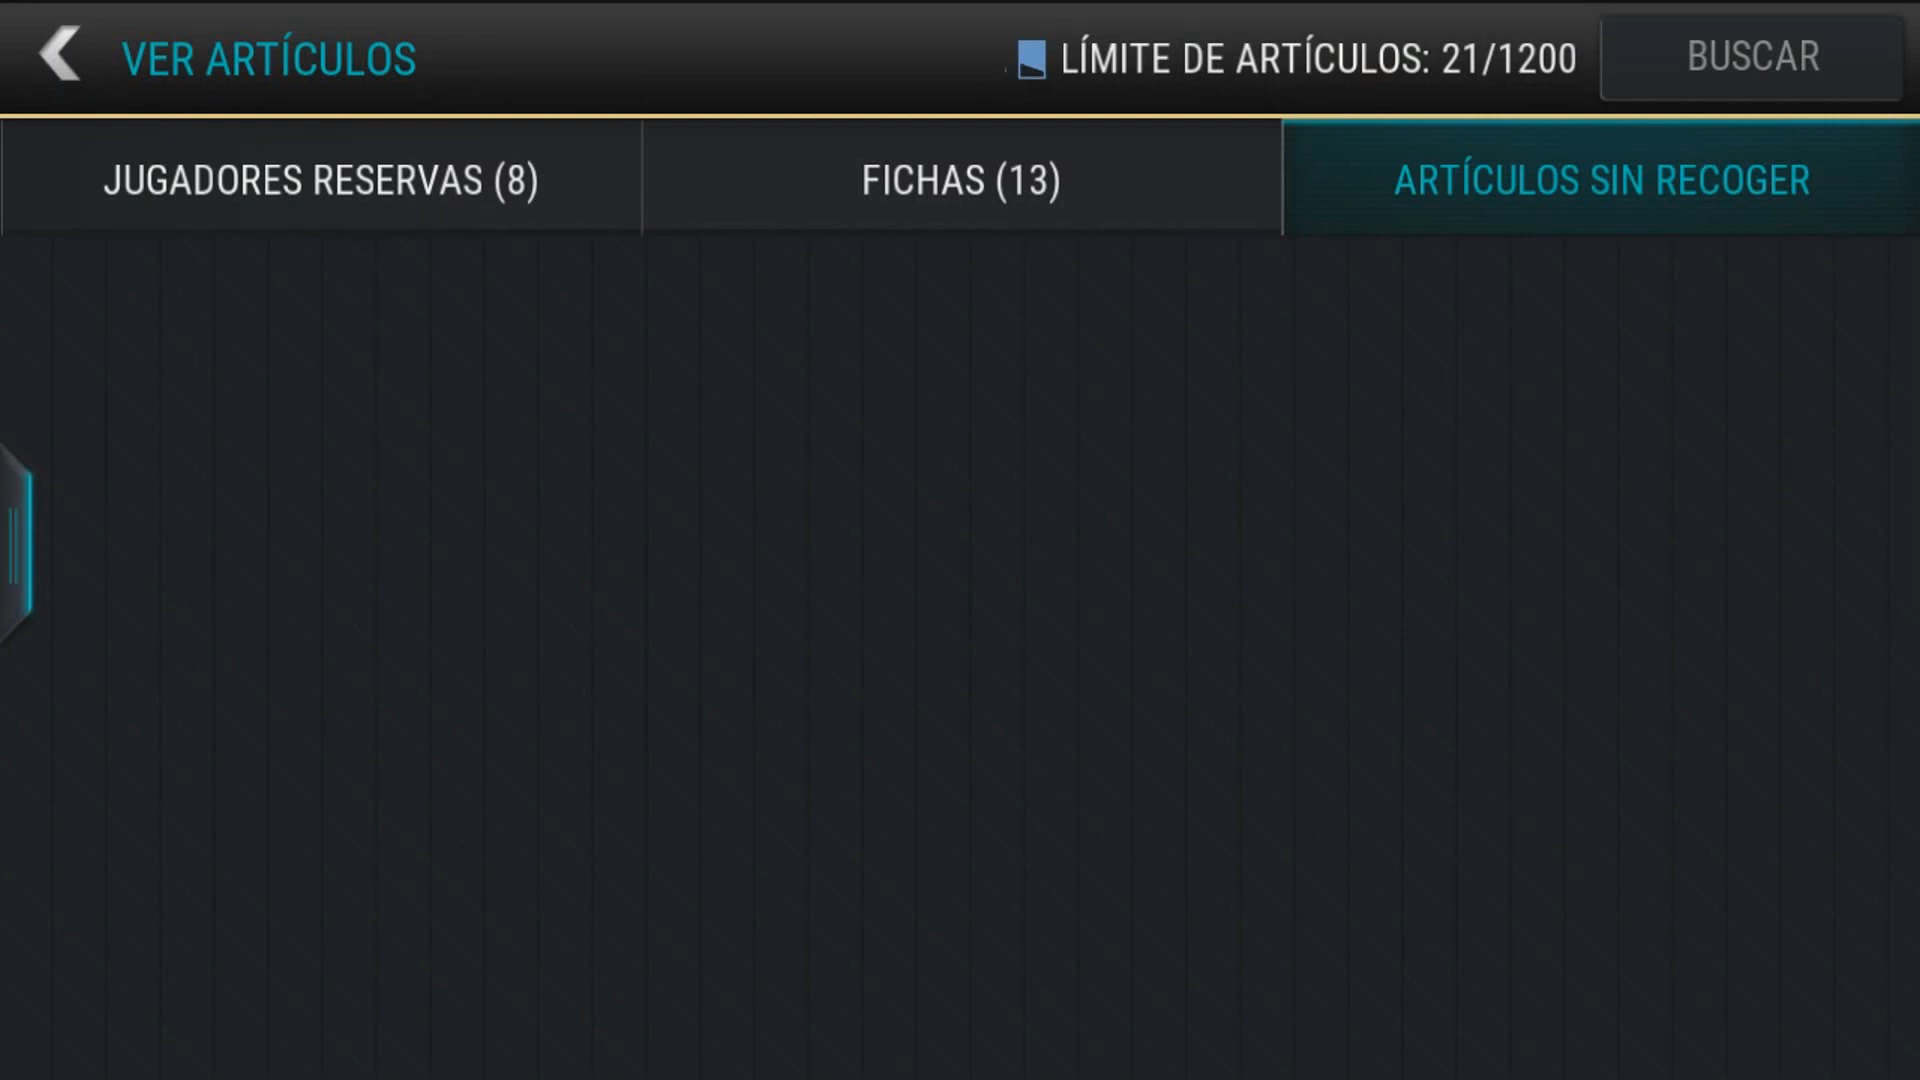 VER ARTÍCULOS
LÍMITE DE ARTÍCULOS: 21/1200
BUSCAR
JUGADORES RESERVAS (8)
FICHAS (13)
ARTÍCULOS SIN RECOGER